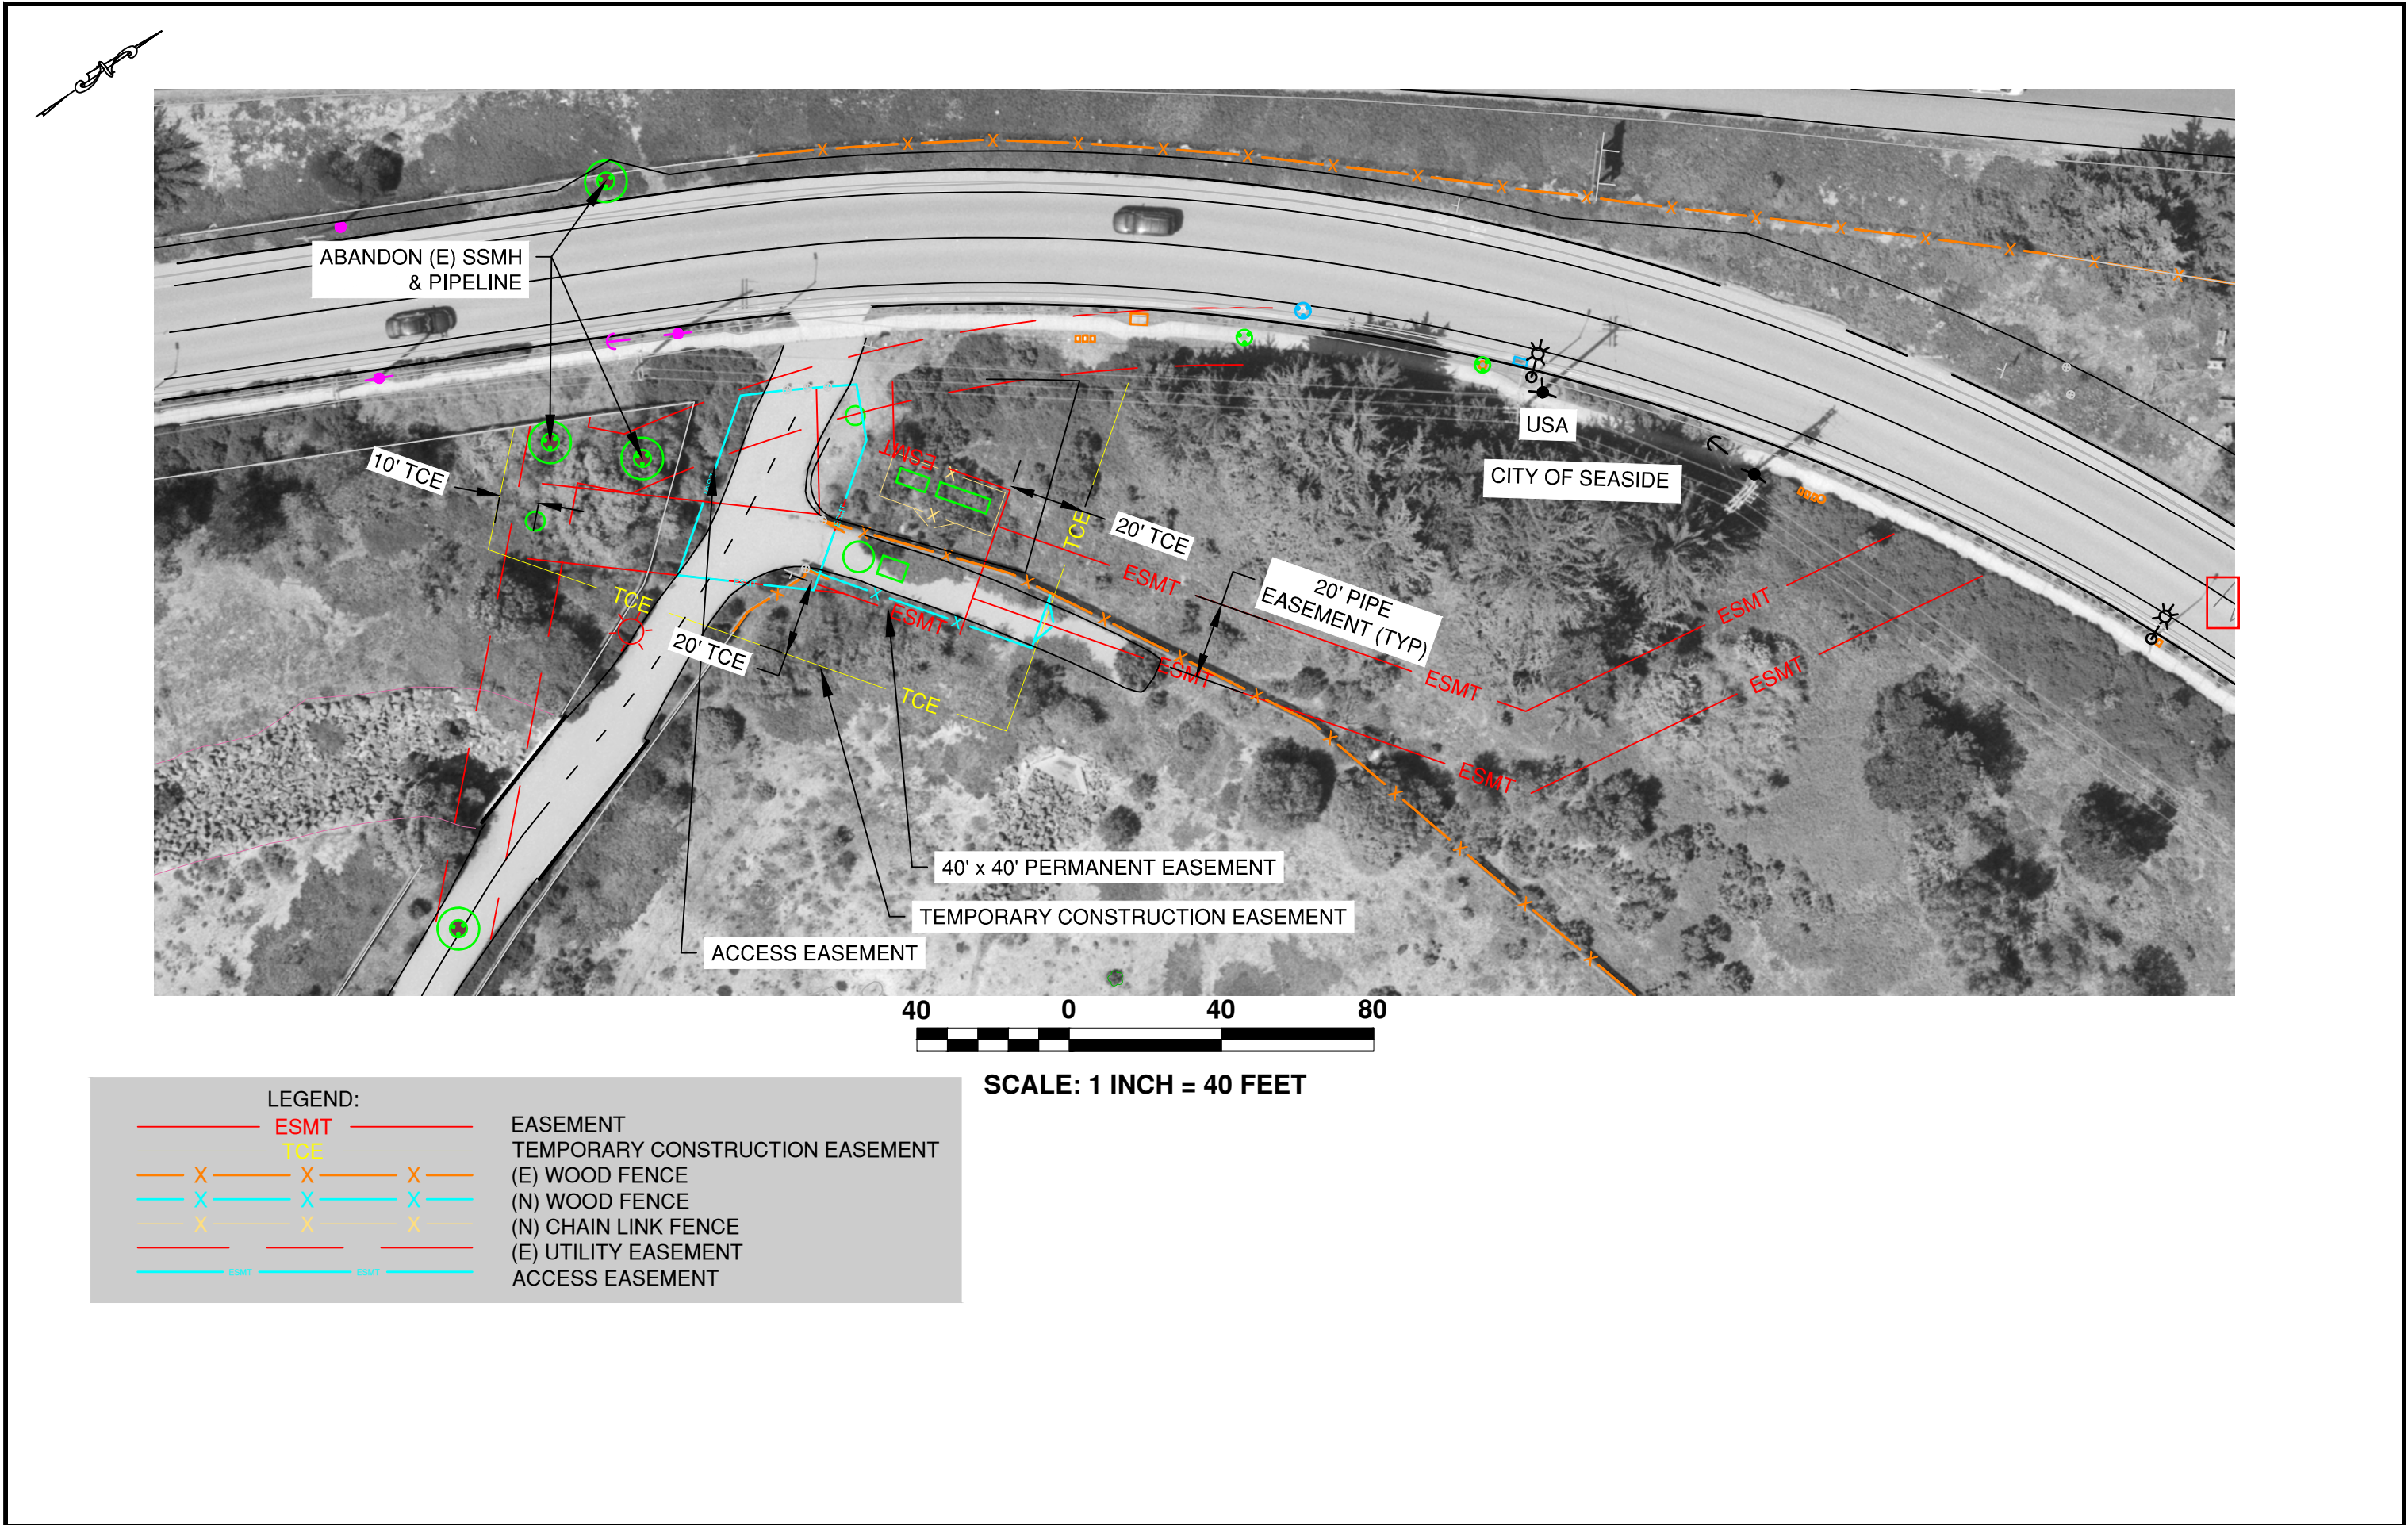 ABANDON (E) SSMH
& PIPELINE
10' TCE
ESMT
USA
CITY OF SEASIDE
20' TCE
TCE
ESMT
20' PIPE
EASEMENT (TYP)
ESMT
ESMT
TCE
ESMT
20' TCE
ESMT
ESMT
TCE
ESMT
40' x 40' PERMANENT EASEMENT
TEMPORARY CONSTRUCTION EASEMENT
ACCESS EASEMENT
40 0 40 80
SCALE: 1 INCH = 40 FEET
LEGEND:
ESMT EASEMENT
TCE TEMPORARY CONSTRUCTION EASEMENT
X X X (E) WOOD FENCE
X X X (N) WOOD FENCE
X X X (N) CHAIN LINK FENCE
(E) UTILITY EASEMENT
ESMT ESMT ACCESS EASEMENT